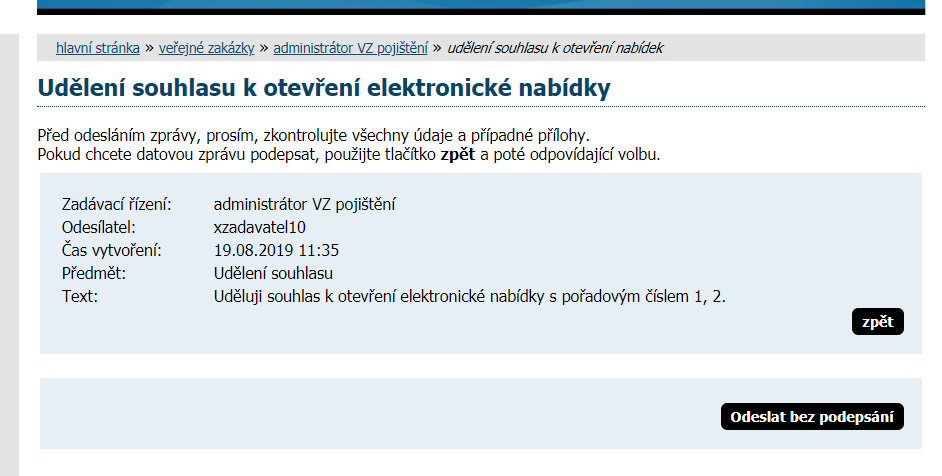 hlavní stránka » veřejné zakázky » administrátor VZ pojištění » udělení souhlasu k otevření nabídek
Udělení souhlasu k otevření elektronické nabídky
Před odesláním zprávy, prosím, zkontrolujte všechny údaje a případné přílohy.
Pokud chcete datovou zprávu podepsat, použijte tlačítko zpět a poté odpovídající volbu.
Zadávací řízení: administrátor VZ pojištění
Odesílatel: xzadavatel10
Čas vytvoření: 19.08.2019 11:35
Předmět: Udělení souhlasu
Text: Uděluji souhlas k otevření elektronické nabídky s pořadovým číslem 1, 2.
zpět
Odeslat bez podepsání